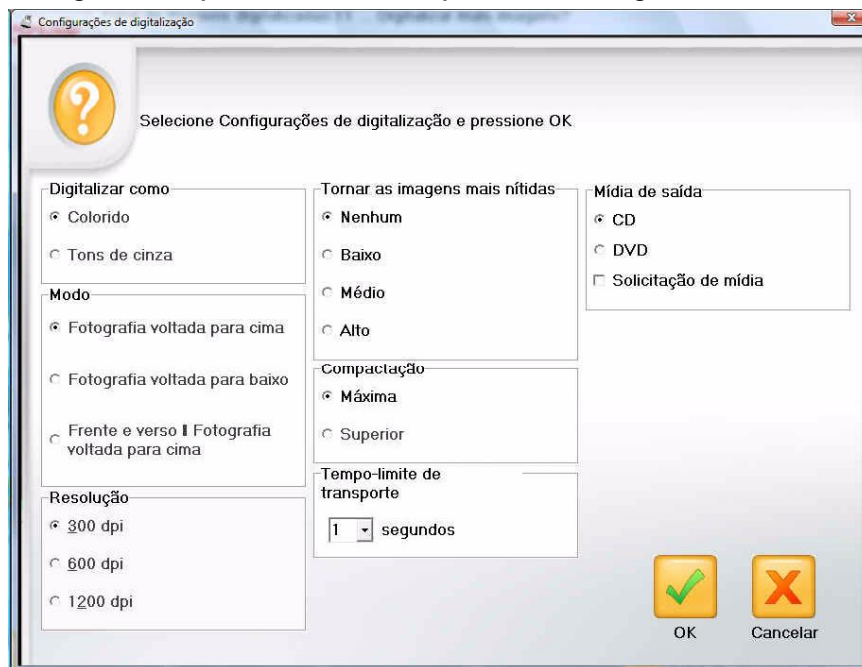 Configurações de digitalização
Selecione Configurações de digitalização e pressione OK
Digitalizar como
Colorido
Tons de cinza
Modo
Fotografia voltada para cima
Fotografia voltada para baixo
Frente e verso Fotografia
voltada para cima
Resolução
300 dpi
600 dpi
1200 dpi
Tornar as imagens mais nítidas
Nenhum
Baixo
Médio
Alto
Compactação
Máxima
Superior
Tempo-limite de
transporte
1 segundos
Mídia de saída
CD
DVD
Solicitação de mídia
OK
Cancelar